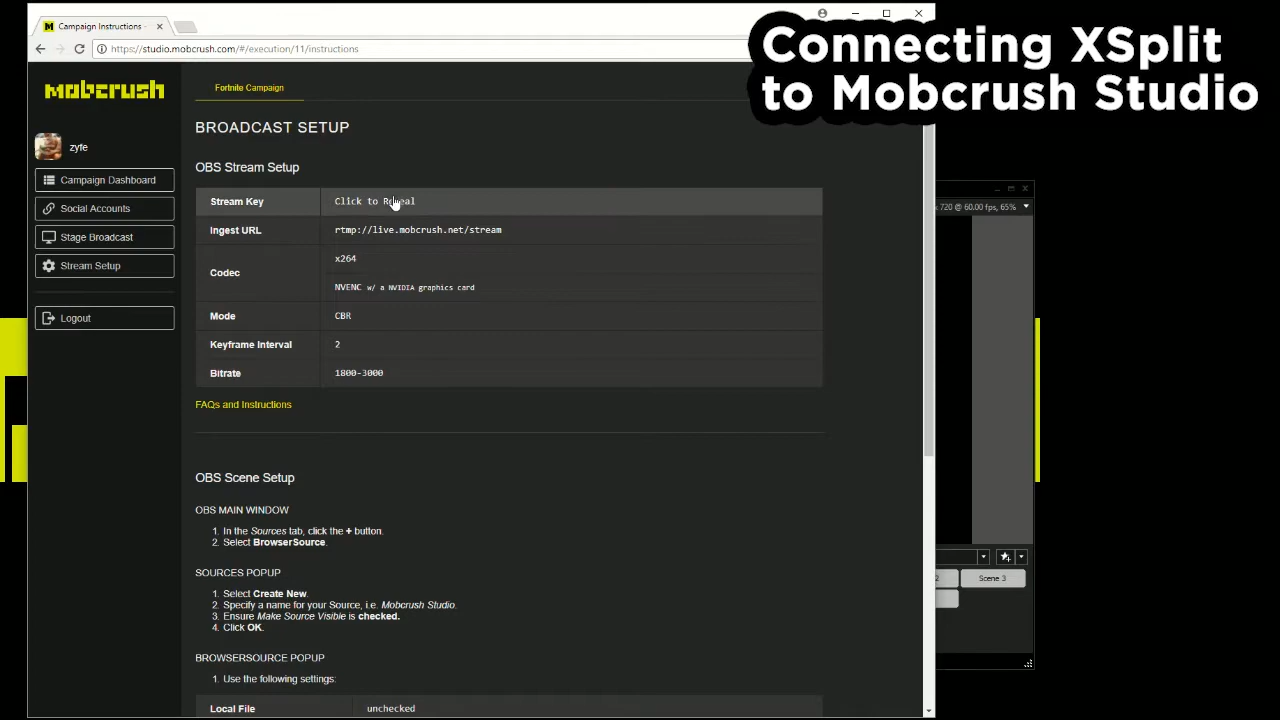 Connecting XSplit
to Mobcrush Studio
Campaign Instructions -
https://studio.mobcrush.com/#/execution/11/instructions
mobcrush
zyfe
Campaign Dashboard
Social Accounts
Stage Broadcast
Stream Setup
Logout
Fortnite Campaign
BROADCAST SETUP
OBS Stream Setup
Stream Key Click to Reveal
Ingest URL rtmp://live.mobcrush.net/stream
Codec x264
NVENC w/ a NVIDIA graphics card
Mode CBR
Keyframe Interval 2
Bitrate 1800-3000
FAQs and Instructions
OBS Scene Setup
OBS MAIN WINDOW
1. In the Sources tab, click the + button.
2. Select BrowserSource.
SOURCES POPUP
1. Select Create New.
2. Specify a name for your Source, i.e. Mobcrush Studio.
3. Ensure Make Source Visible is checked.
4. Click OK.
BROWSERSOURCE POPUP
1. Use the following settings:
Local File unchecked
x 720 @ 60.00 fps, 65%
2
Scene 3